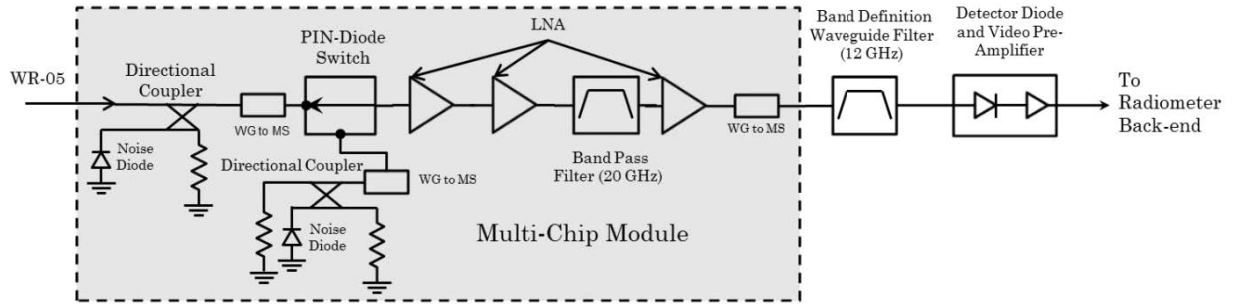 WR-05
Directional
Coupler
Noise
Diode
WG to MS
PIN-Diode
Switch
Directional Coupler
WG to MS
Noise
Diode
LNA
Band Pass
Filter (20 GHz)
WG to MS
Multi-Chip Module
Band Definition
Waveguide Filter
(12 GHz)
Detector Diode
and Video Pre-
Amplifier
To
Radiometer
Back-end